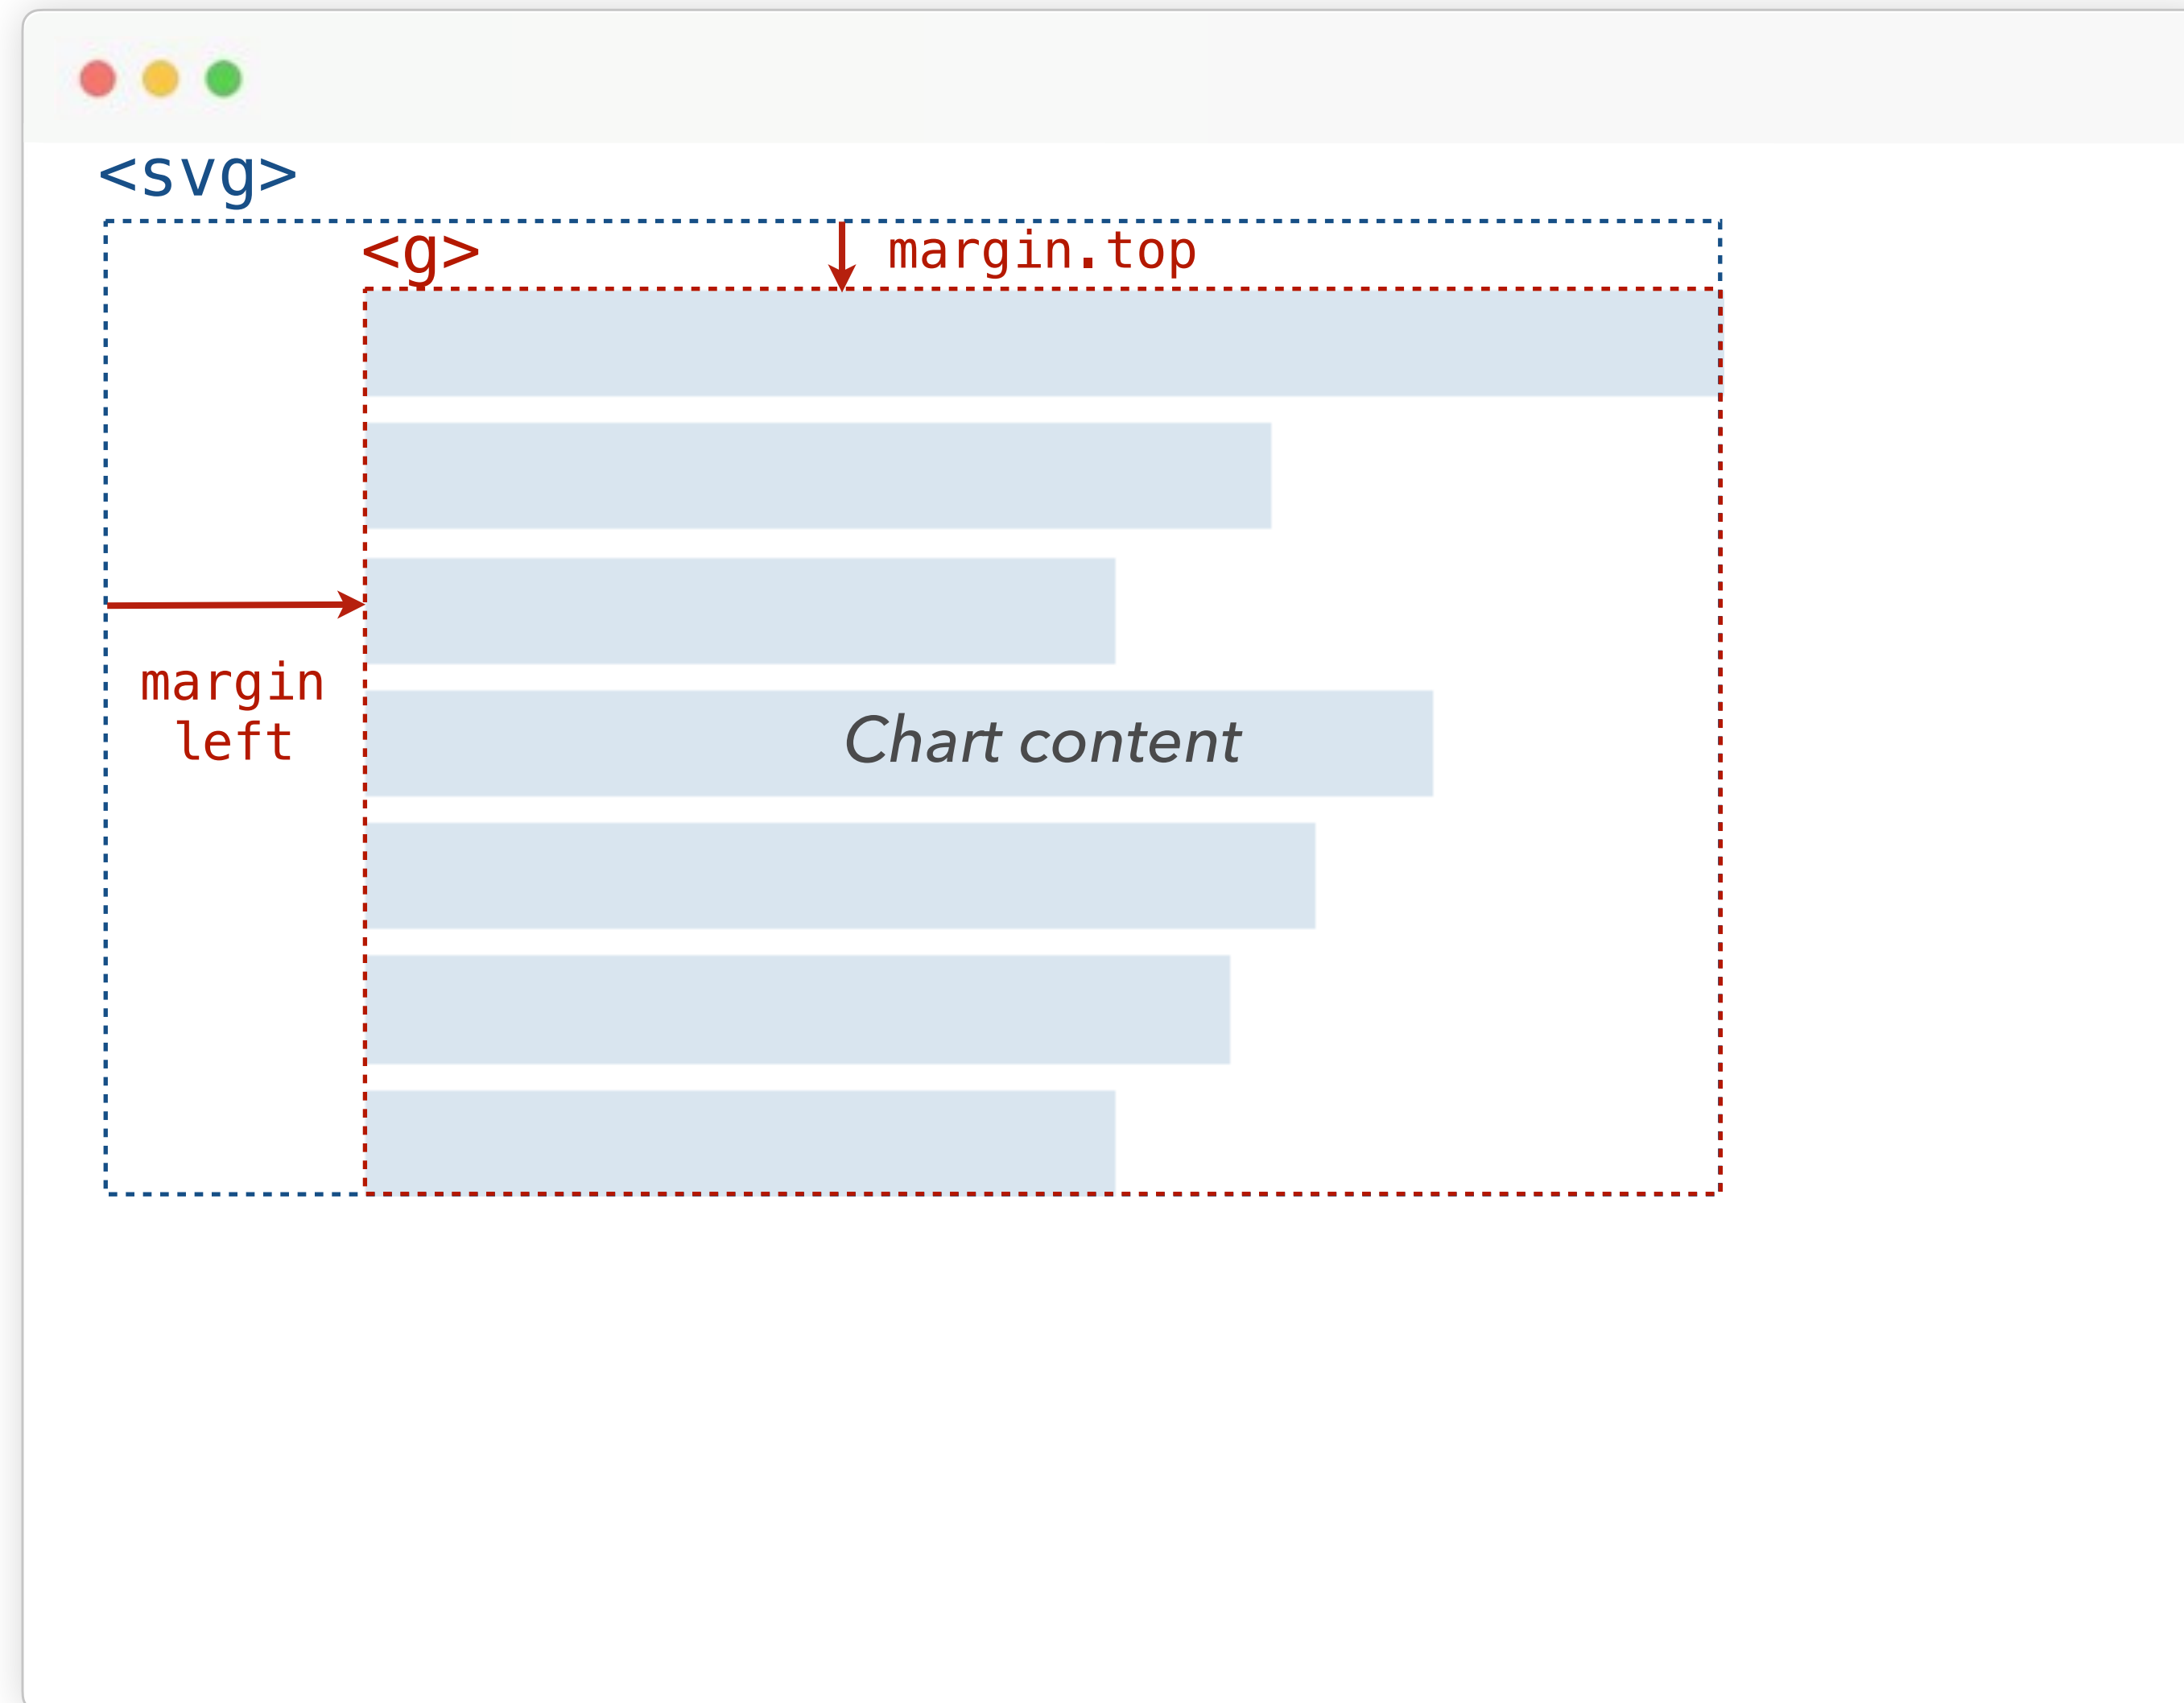 <svg>
<g>
margin.top
margin
left
Chart content